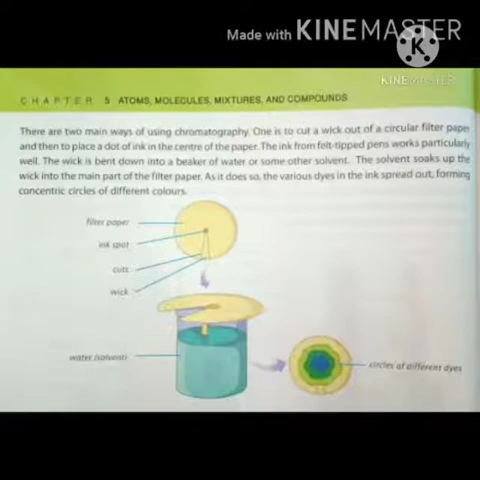 Made with KINEMASTER
K
KINEMASTER
CHAPTER 5 ATOMS, MOLECULES, MIXTURES, AND COMPOUNDS
There are two main ways of using chromatography. One is to cut a wick out of a circular filter paper
and then to place a dot of ink in the centre of the paper. The ink from felt-tipped pens works particularly
well. The wick is bent down into a beaker of water or some other solvent. The solvent soaks up the
wick into the main part of the filter paper. As it does so, the various dyes in the ink spread out, forming
concentric circles of different colours.
filter paper
ink spot
cuts
wick
water (solvent)
circles of different dyes